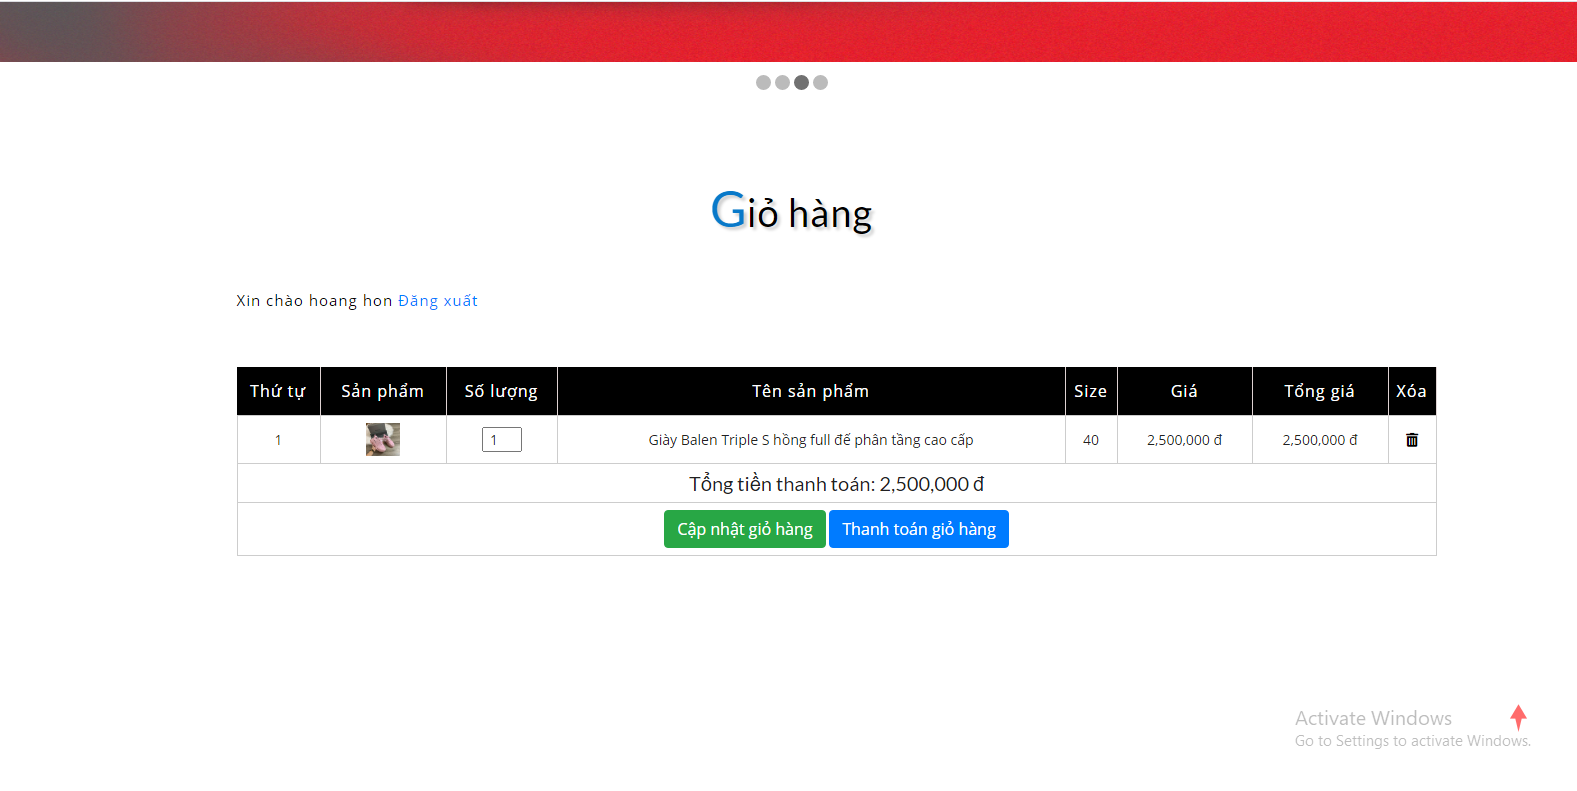 Giỏ hàng
Xin chào hoang hon Đăng xuất
Thứ tự Sản phẩm Số lượng Tên sản phẩm Size Giá Tổng giá Xóa
1 1 Giày Balen Triple S hồng full đế phân tầng cao cấp 40 2,500,000 đ 2,500,000 đ
Tổng tiền thanh toán: 2,500,000 đ
Cập nhật giỏ hàng Thanh toán giỏ hàng
Activate Windows
Go to Settings to activate Windows.